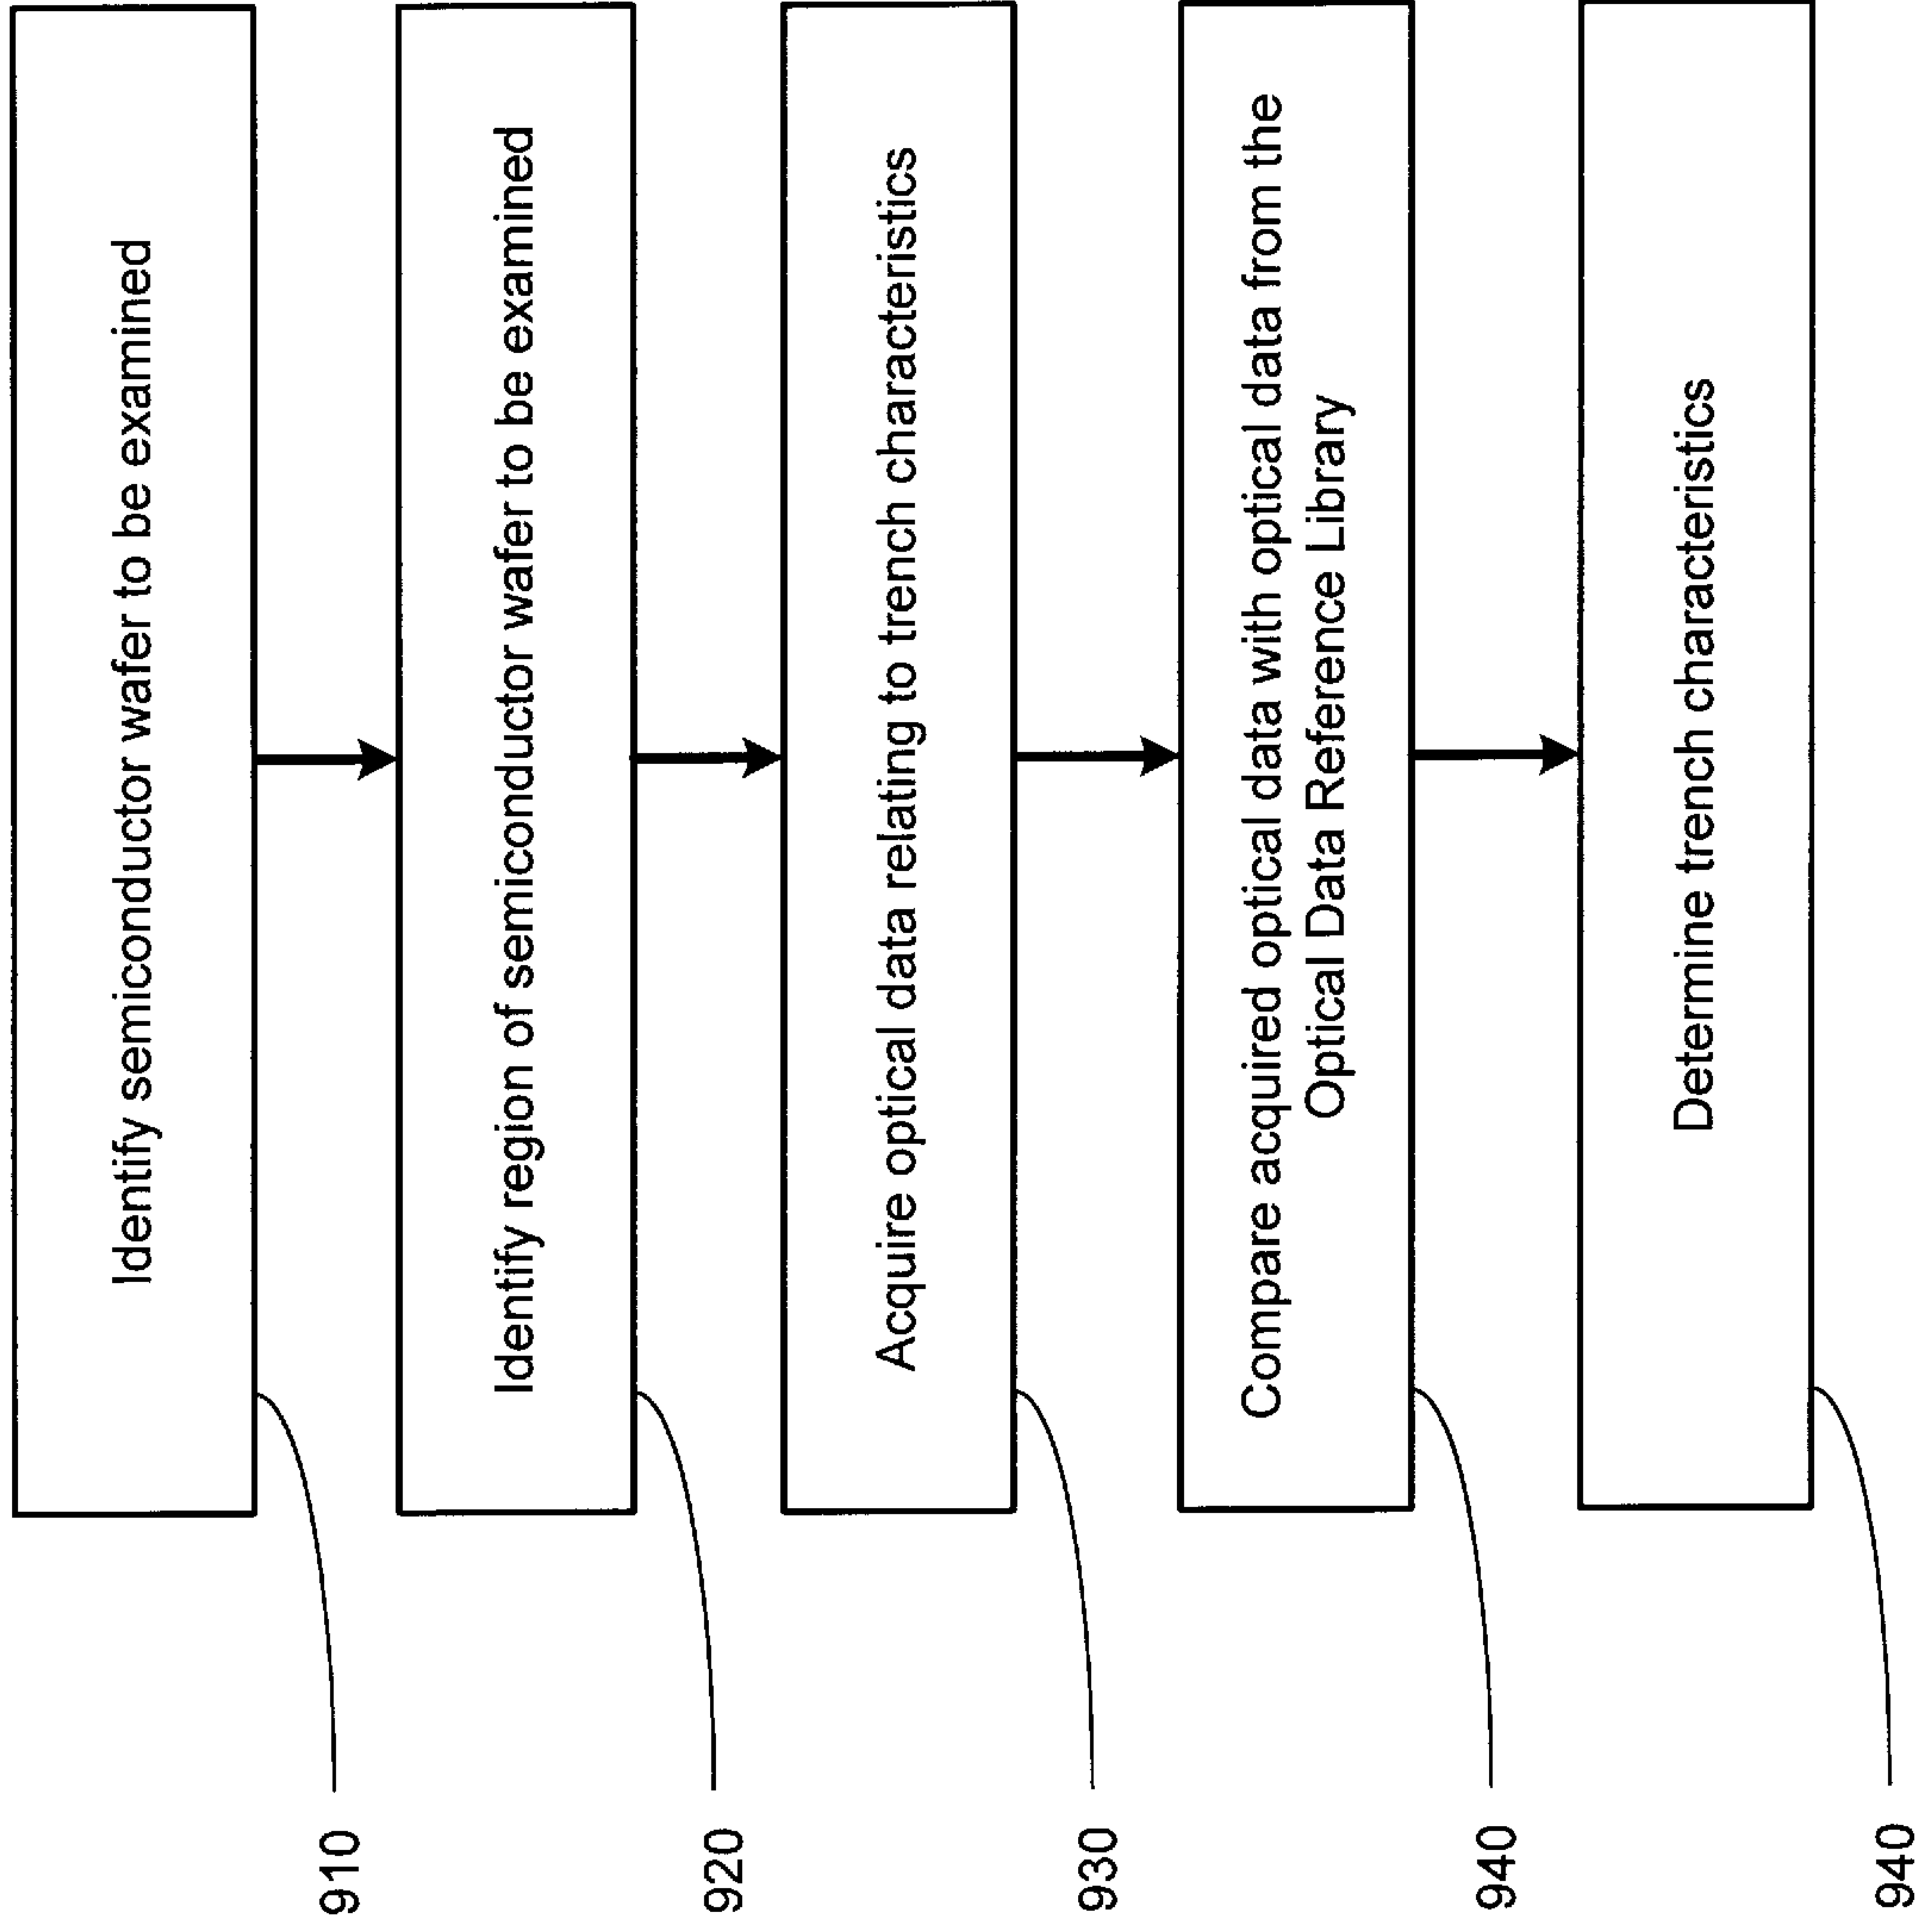 Identify semiconductor wafer to be examined
910
Identify region of semiconductor wafer to be examined
920
Acquire optical data relating to trench characteristics
930
Compare acquired optical data with optical data from the
Optical Data Reference Library
940
Determine trench characteristics
940